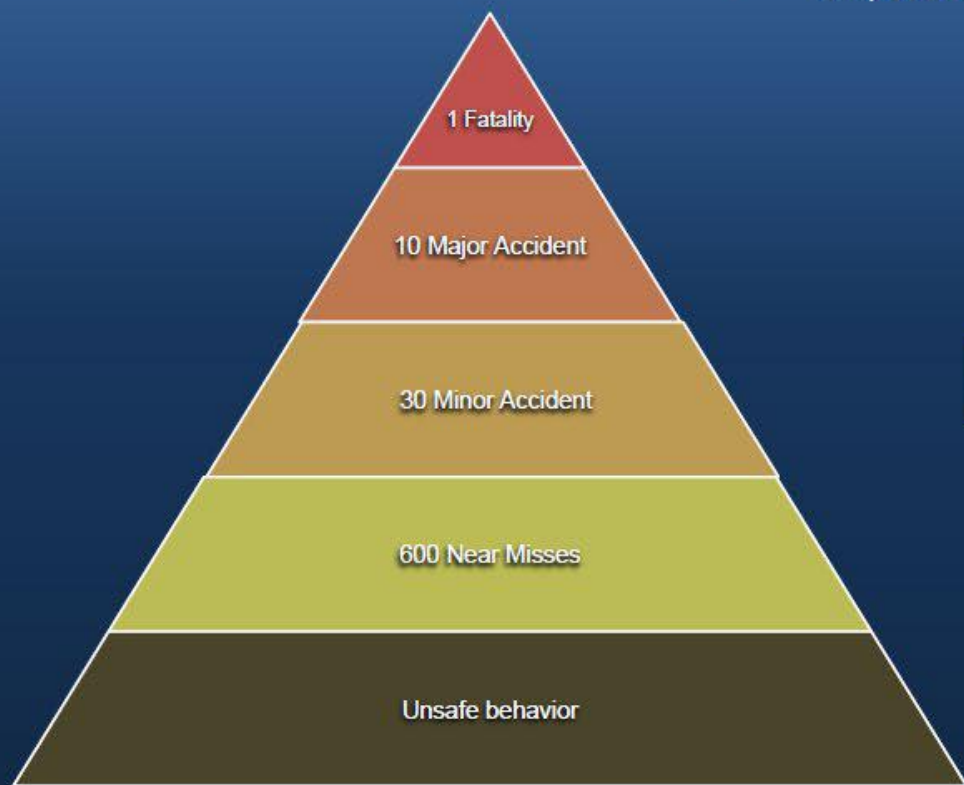 1 Fatality
10 Major Accident
30 Minor Accident
600 Near Misses
Unsafe behavior